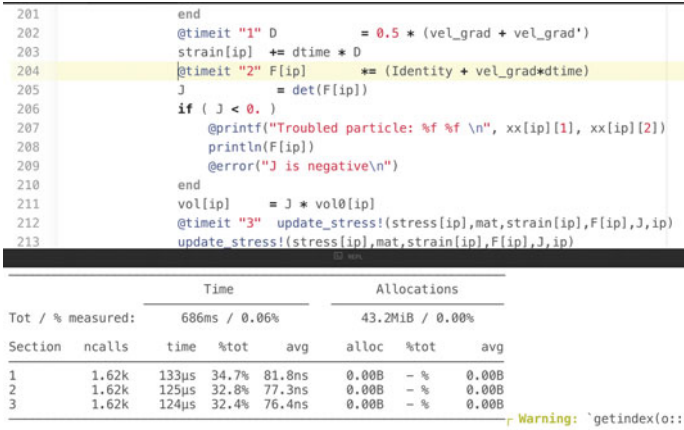 201 end
202 @timeit "1" D = 0.5 * (vel_grad + vel_grad')
203 strain[ip] += dtime * D
204 @timeit "2" F[ip] *= (Identity + vel_grad*dtime)
205 J = det(F[ip])
206 if ( J < 0. )
207 @printf("Troubled particle: %f %f \n", xx[ip][1], xx[ip][2])
208 println(F[ip])
209 @error("J is negative\n")
210 end
211 vol[ip] = J * vol0[ip]
212 @timeit "3" update_stress!(stress[ip],mat,strain[ip],F[ip],J,ip)
213 update_stress!(stress[ip],mat,strain[ip],F[ip],J,ip)
REPL
Time Allocations
Tot / % measured: 686ms / 0.06% 43.2MiB / 0.00%
Section ncalls time %tot avg alloc %tot avg
1 1.62k 133μs 34.7% 81.8ns 0.00B - % 0.00B
2 1.62k 125μs 32.8% 77.3ns 0.00B - % 0.00B
3 1.62k 124μs 32.4% 76.4ns 0.00B - % 0.00B
┌ Warning: `getindex(o::